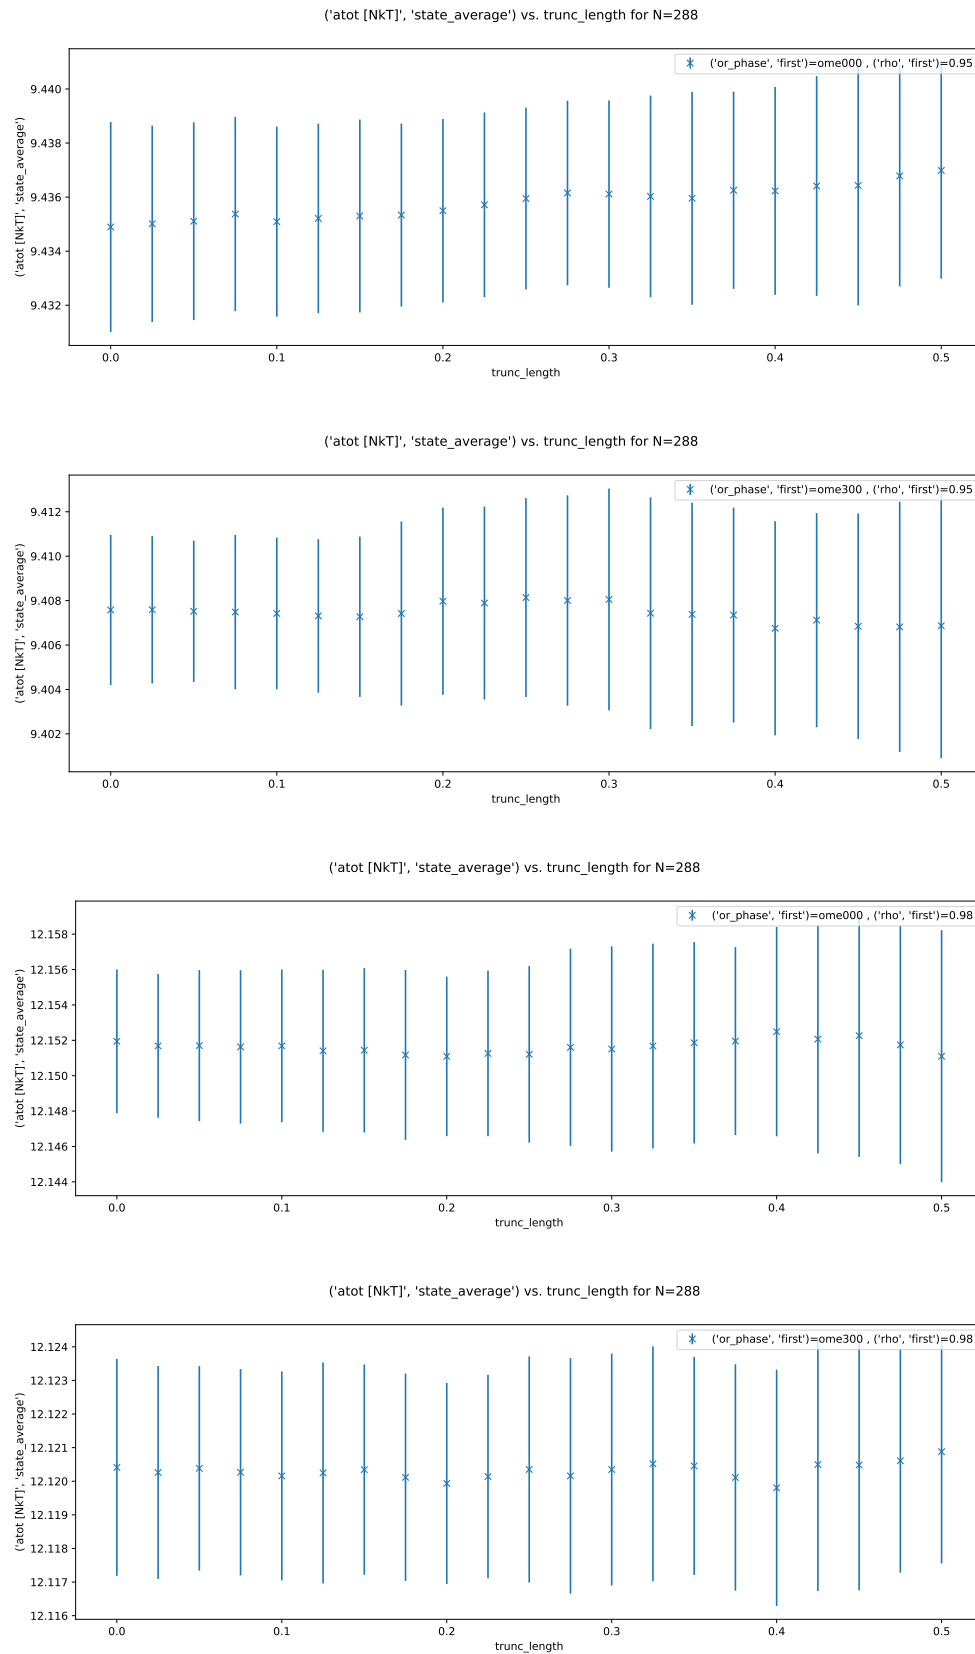 ('atot [NkT]', 'state_average') vs. trunc_length for N=288
('or_phase', 'first')=ome000 , ('rho', 'first')=0.95
('atot [NkT]', 'state_average')
9.440
9.438
9.436
9.434
9.432
0.0 0.1 0.2 0.3 0.4 0.5
trunc_length
('atot [NkT]', 'state_average') vs. trunc_length for N=288
('or_phase', 'first')=ome300 , ('rho', 'first')=0.95
('atot [NkT]', 'state_average')
9.412
9.410
9.408
9.406
9.404
9.402
0.0 0.1 0.2 0.3 0.4 0.5
trunc_length
('atot [NkT]', 'state_average') vs. trunc_length for N=288
('or_phase', 'first')=ome000 , ('rho', 'first')=0.98
('atot [NkT]', 'state_average')
12.158
12.156
12.154
12.152
12.150
12.148
12.146
12.144
0.0 0.1 0.2 0.3 0.4 0.5
trunc_length
('atot [NkT]', 'state_average') vs. trunc_length for N=288
('or_phase', 'first')=ome300 , ('rho', 'first')=0.98
('atot [NkT]', 'state_average')
12.124
12.123
12.122
12.121
12.120
12.119
12.118
12.117
12.116
0.0 0.1 0.2 0.3 0.4 0.5
trunc_length